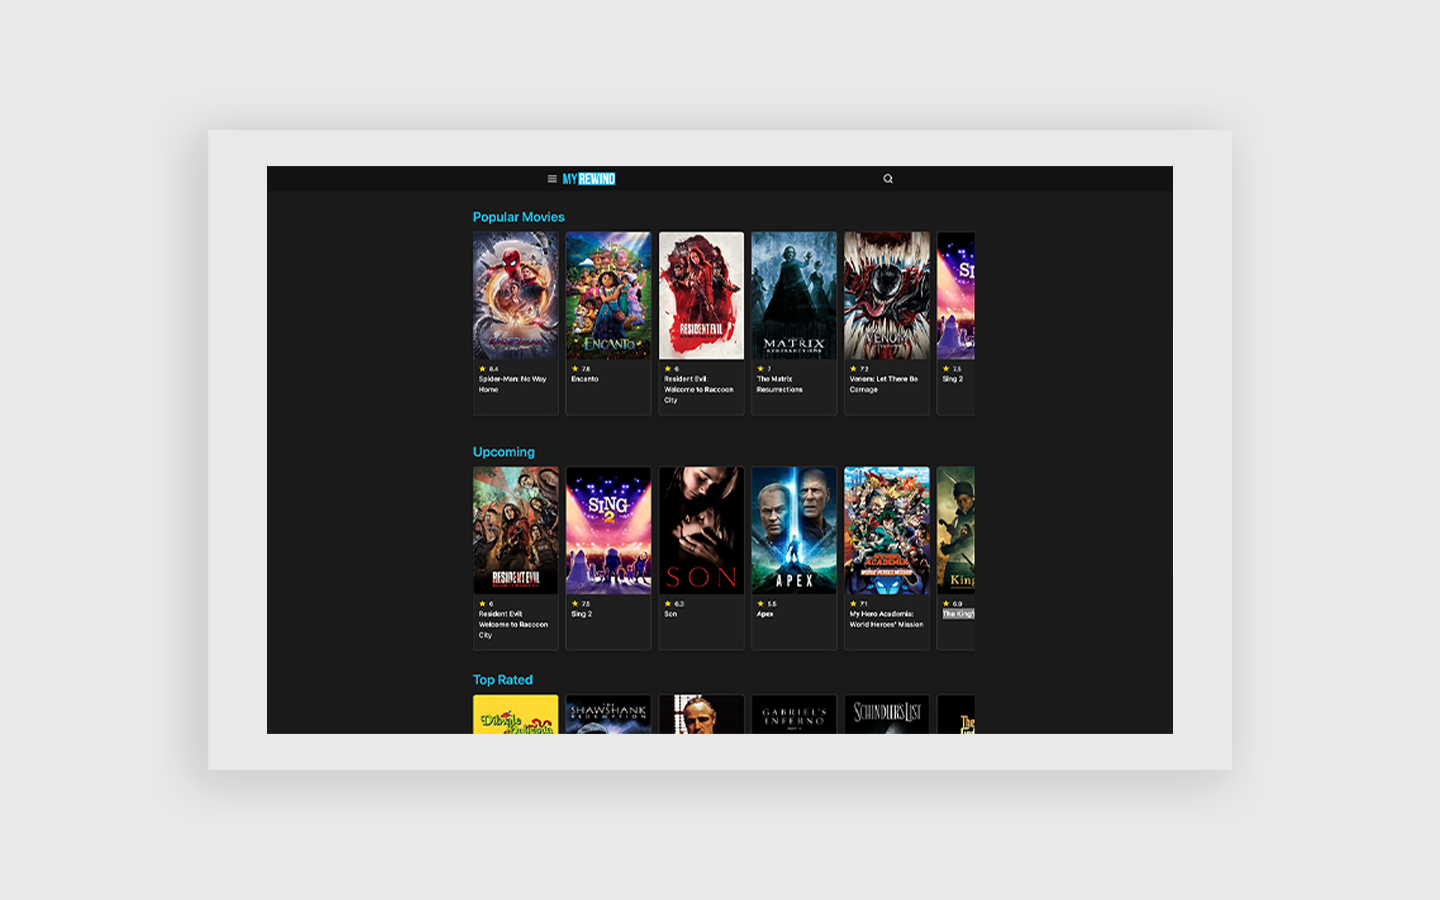 MY REWIND
Popular Movies
SI
ENCANTO
RESIDENT EVIL
MATRIX
RESURRECTIONS
VENOM
8.4
Spider-Man: No Way
Home
7.8
Encanto
6
Resident Evil:
Welcome to Raccoon
City
7
The Matrix
Resurrections
7.2
Venom: Let There Be
Carnage
7.5
Sing 2
Upcoming
RESIDENT EVIL
SING
2
SON
APEX
ACADEMIA
King
6
Resident Evil:
Welcome to Raccoon
City
7.5
Sing 2
6.3
Son
5.5
Apex
7.1
My Hero Academia:
World Heroes' Mission
6.9
The King'
Top Rated
Dilwale
THE
SHAWSHANK
REDEMPTION
GABRIEL'S
INFERNO
SCHINDLER'S LIST
The